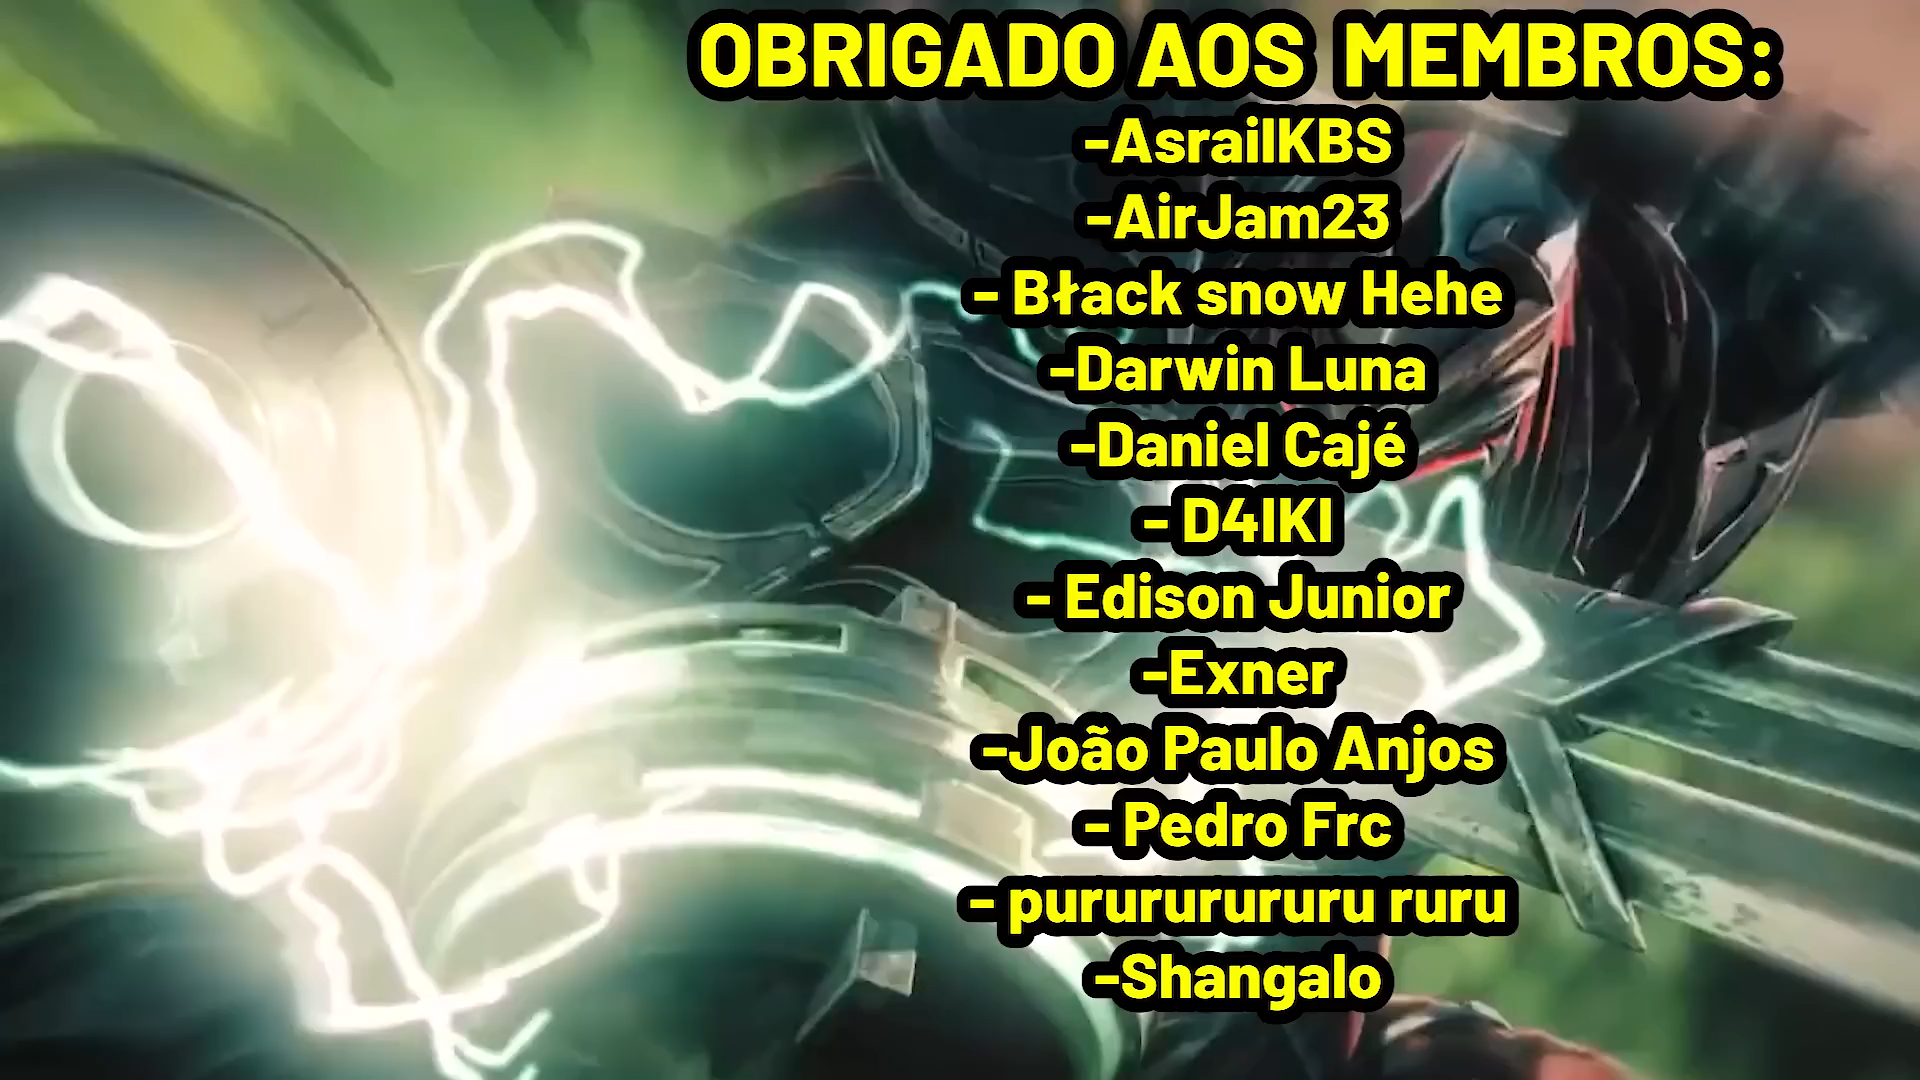 OBRIGADO AOS MEMBROS:
-AsrailKBS
-AirJam23
- Błack snow Hehe
-Darwin Luna
-Daniel Cajé
- D4IKI
- Edison Junior
-Exner
-João Paulo Anjos
- Pedro Frc
- purururururu ruru
-Shangalo